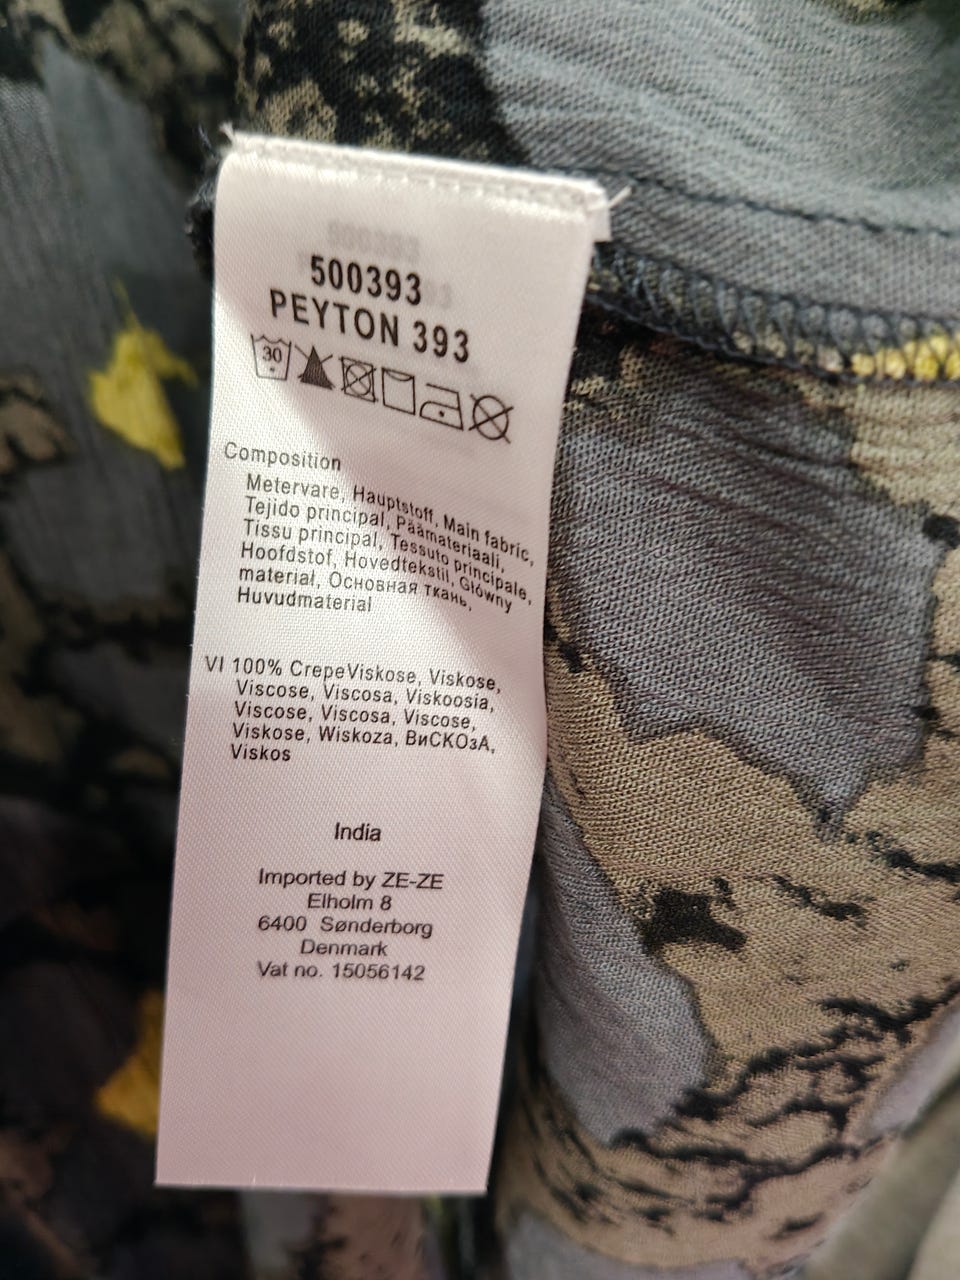 500393
PEYTON 393
30
Composition
Metervare, Hauptstoff, Main fabric,
Tejido principal, Päämateriaali,
Tissu principal, Tessuto principale,
Hoofdstof, Hovedtekstil, Główny
material, Основная ткань,
Huvudmaterial
VI 100% CrepeViskose, Viskose,
Viscose, Viscosa, Viskoosia,
Viscose, Viscosa, Viscose,
Viskose, Wiskoza, ВиСКОзА,
Viskos
India
Imported by ZE-ZE
Elholm 8
6400 Sønderborg
Denmark
Vat no. 15056142